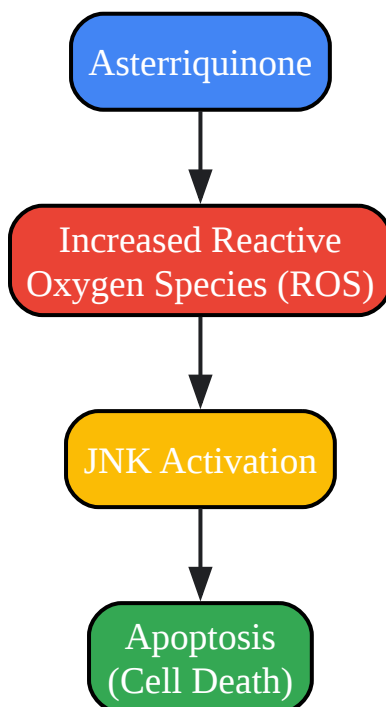 Asterriquinone
Increased Reactive
Oxygen Species (ROS)
JNK Activation
Apoptosis
(Cell Death)